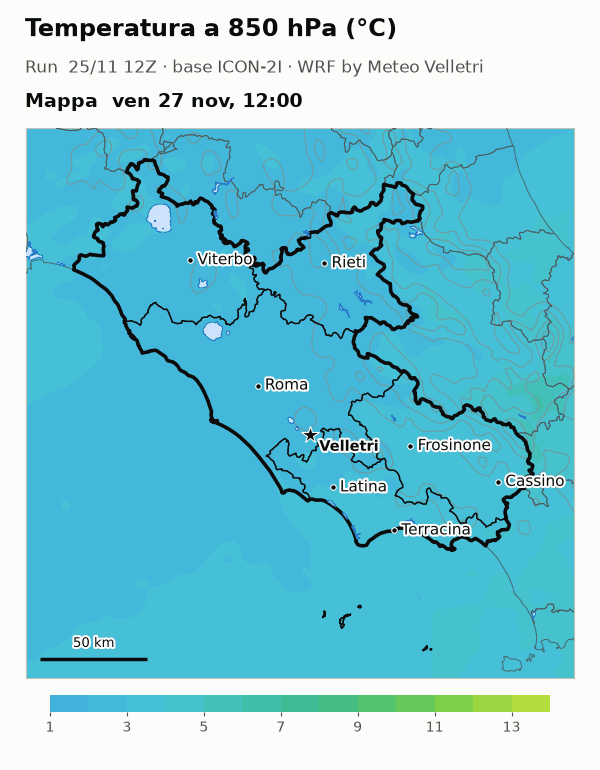 Temperatura a 850 hPa (°C)
Run  25/11 12Z · base ICON-2I · WRF by Meteo Velletri
Mappa  ven 27 nov, 12:00
Viterbo
Rieti
Roma
Velletri
Frosinone
Latina
Cassino
Terracina
50 km
1 3 5 7 9 11 13